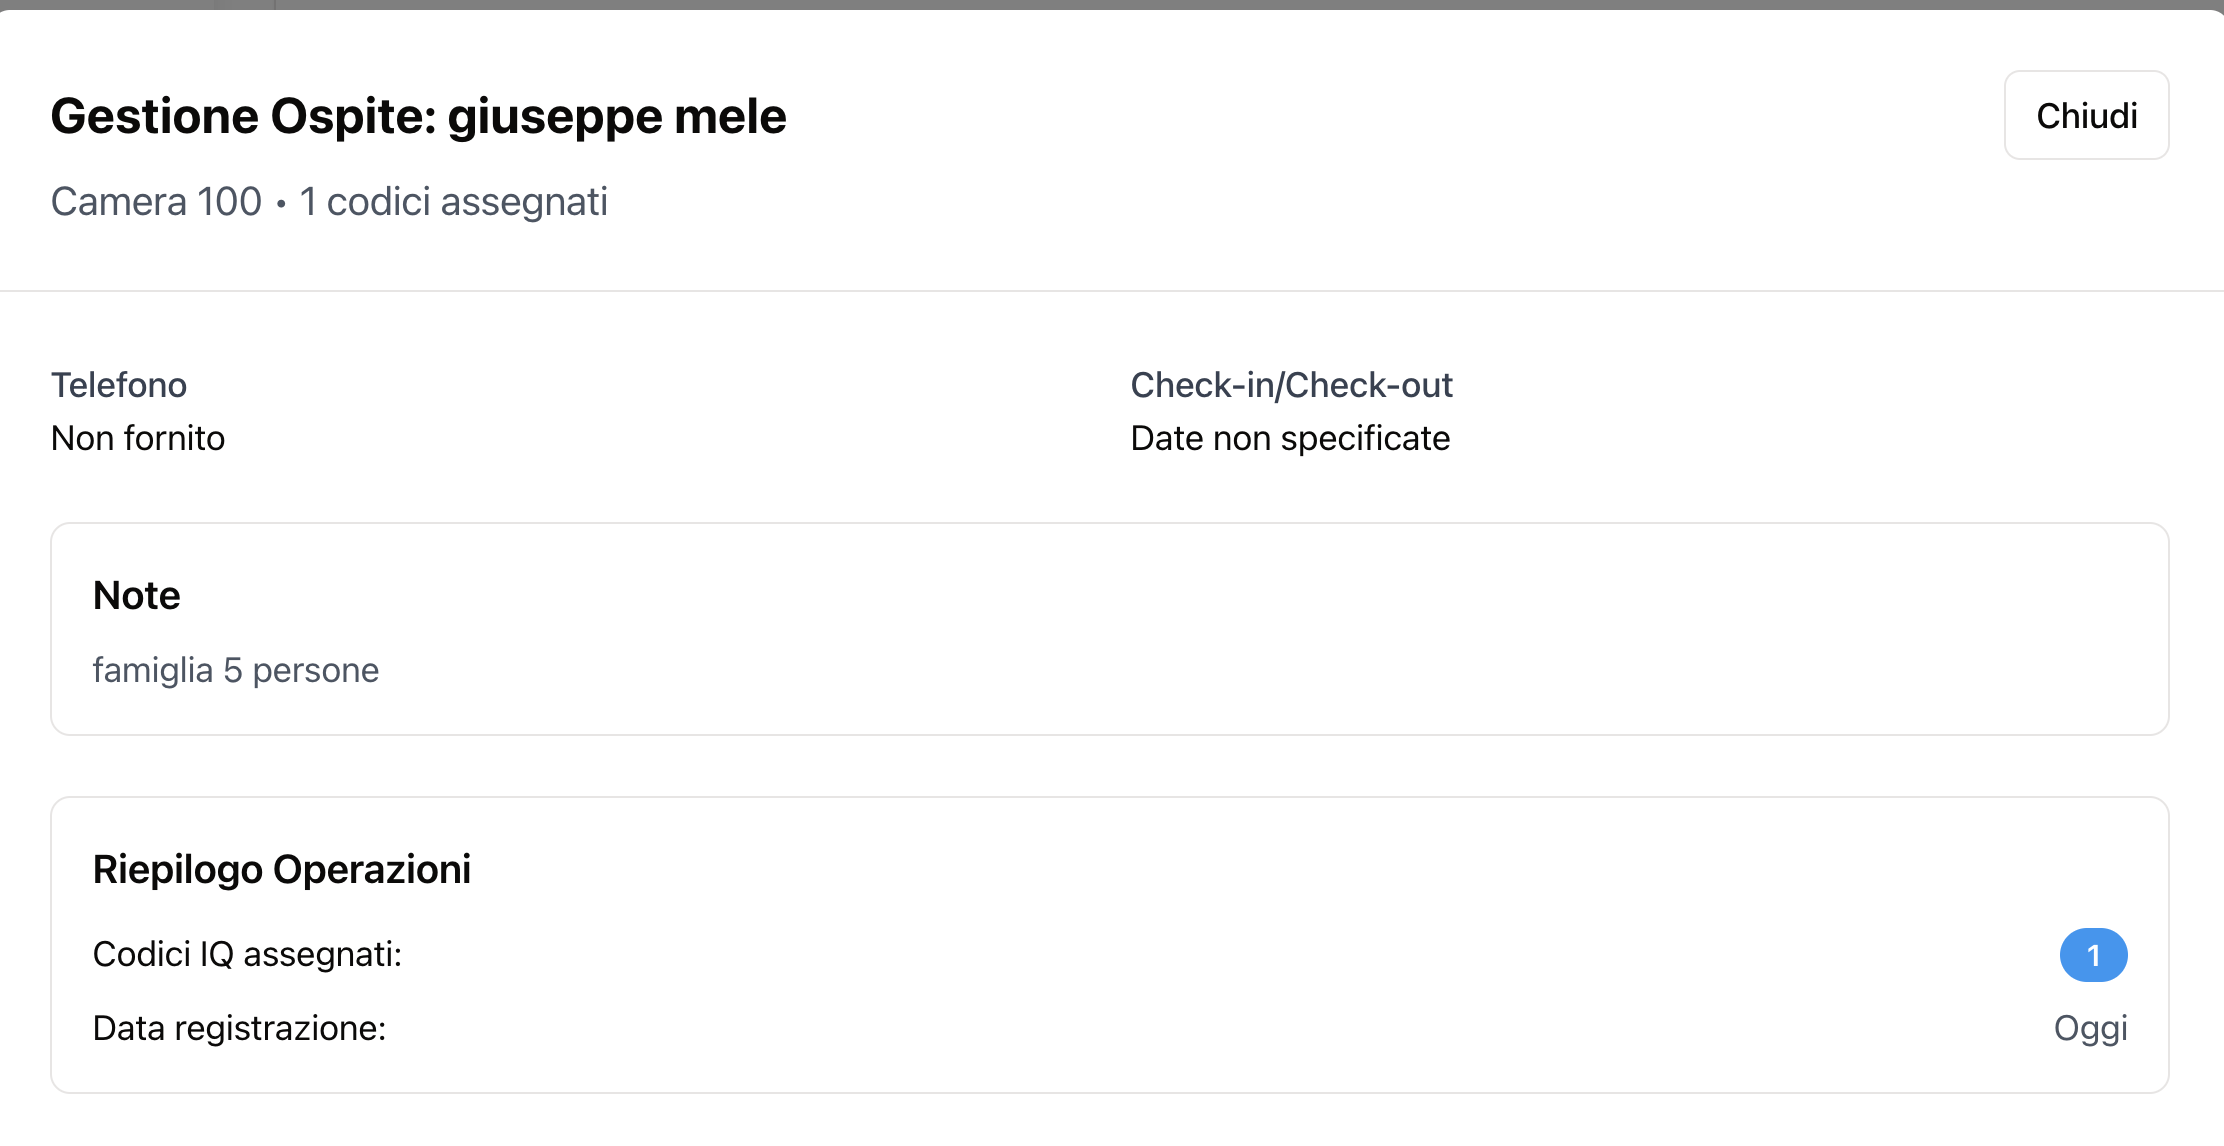 Gestione Ospite: giuseppe mele
Chiudi
Camera 100 • 1 codici assegnati
Telefono
Non fornito
Check-in/Check-out
Date non specificate
Note
famiglia 5 persone
Riepilogo Operazioni
Codici IQ assegnati:
1
Data registrazione:
Oggi